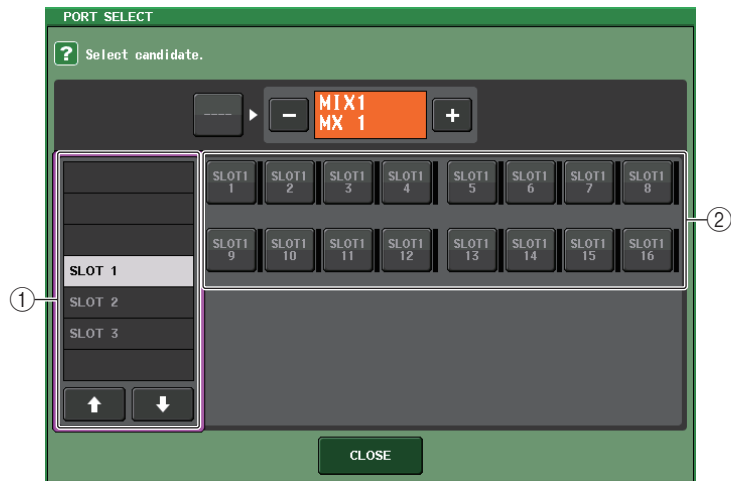 PORT SELECT
? Select candidate.
---- − MIX1 +
MX 1
SLOT 1
SLOT 2
SLOT 3
SLOT1 1
SLOT1 2
SLOT1 3
SLOT1 4
SLOT1 5
SLOT1 6
SLOT1 7
SLOT1 8
SLOT1 9
SLOT1 10
SLOT1 11
SLOT1 12
SLOT1 13
SLOT1 14
SLOT1 15
SLOT1 16
①
②
CLOSE